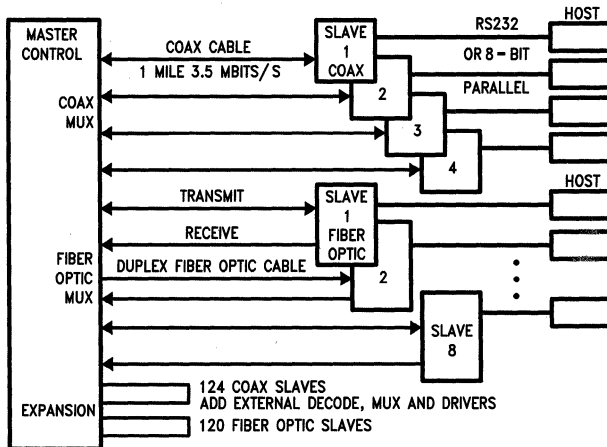 MASTER
CONTROL
COAX CABLE
1 MILE 3.5 MBITS/S
SLAVE
1
COAX
RS232
OR 8-BIT
PARALLEL
HOST
COAX
MUX
2
3
4
TRANSMIT
RECEIVE
SLAVE
1
FIBER
OPTIC
HOST
FIBER
OPTIC
MUX
DUPLEX FIBER OPTIC CABLE
2
SLAVE
8
EXPANSION
124 COAX SLAVES
ADD EXTERNAL DECODE, MUX AND DRIVERS
120 FIBER OPTIC SLAVES